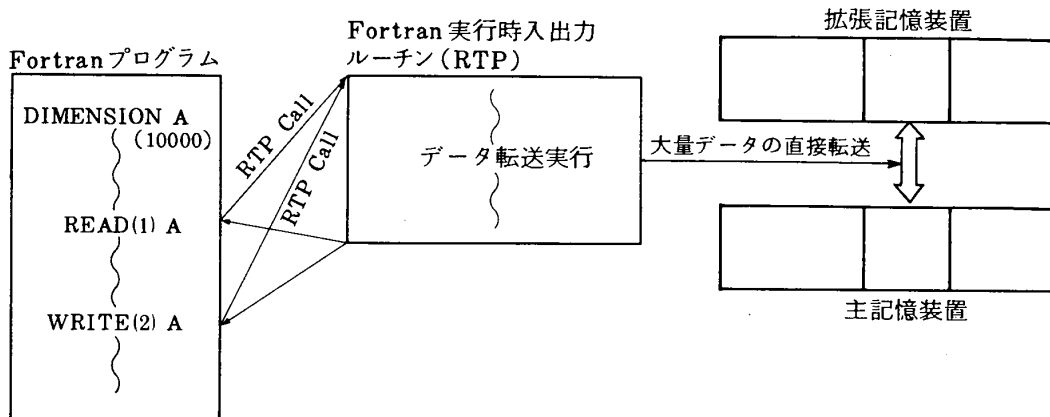 Fortranプログラム
DIMENSION A
(10000)
READ(1) A
WRITE(2) A
RTP Call
RTP Call
Fortran実行時入出力
ルーチン(RTP)
データ転送実行
大量データの直接転送
拡張記憶装置
主記憶装置